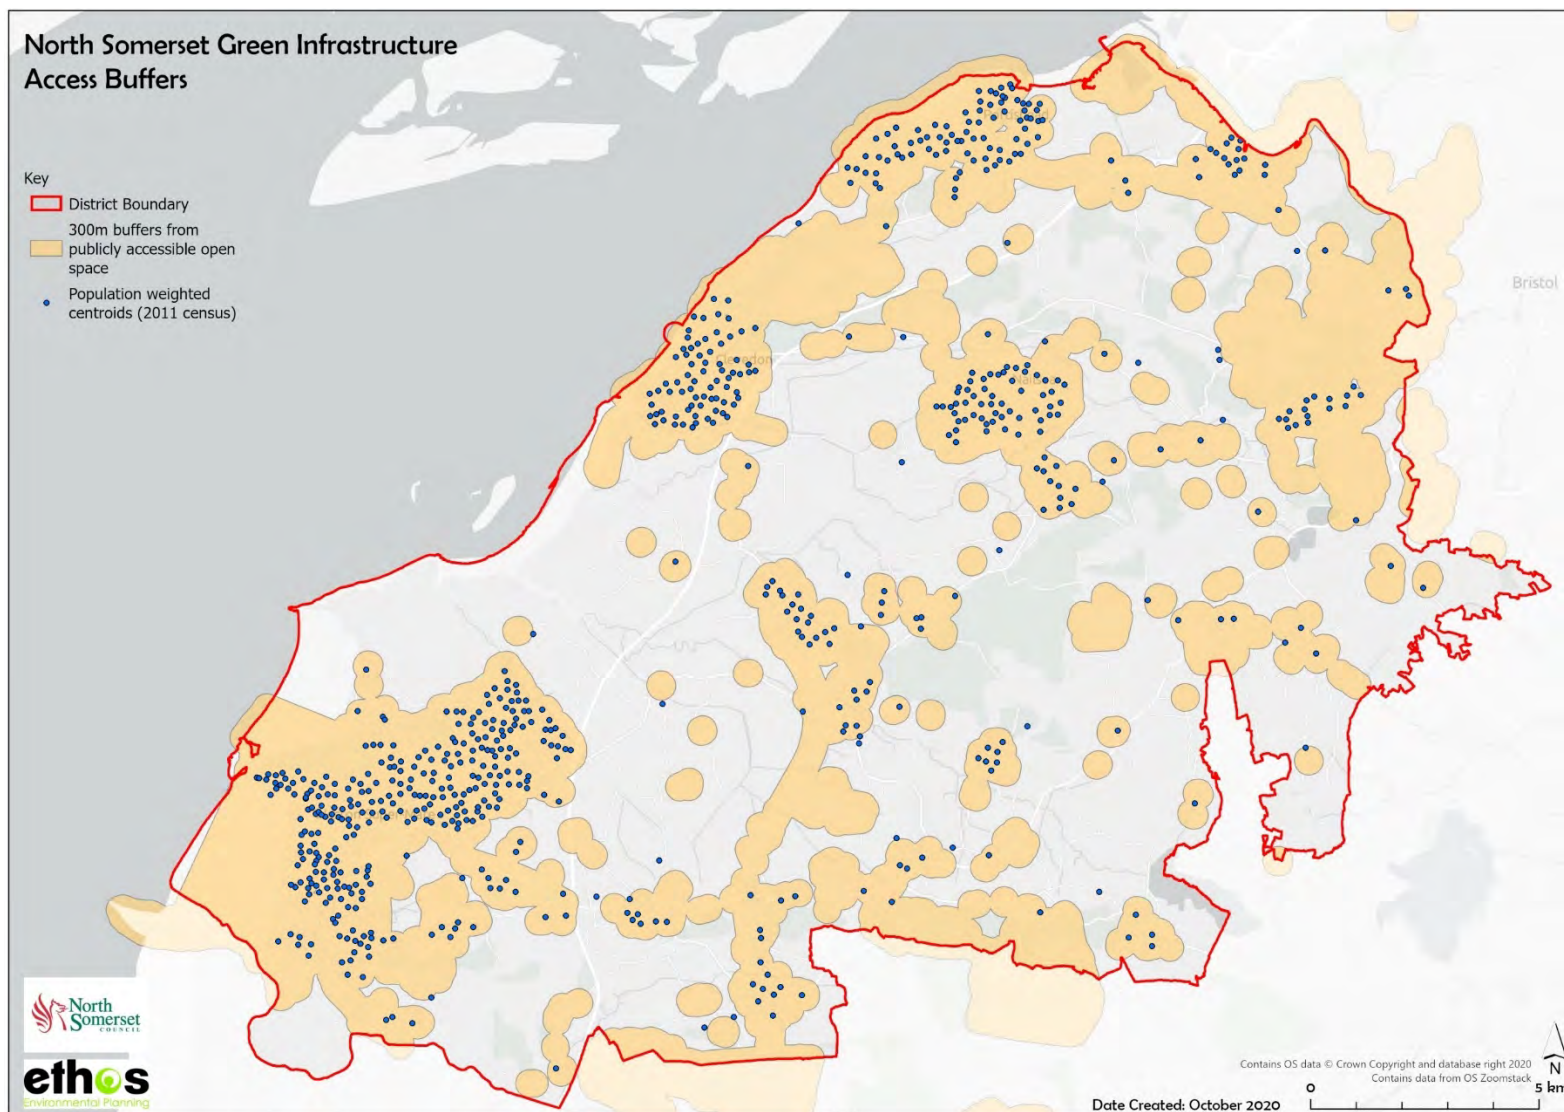 North Somerset Green Infrastructure
Access Buffers
Key
District Boundary
300m buffers from
publicly accessible open
space
Population weighted
centroids (2011 census)
Clevedon
Bristol
North
Somerset
COUNCIL
ethos
Environmental Planning
Contains OS data © Crown Copyright and database right 2020
Contains data from OS Zoomstack
Date Created: October 2020
0
5 km
N